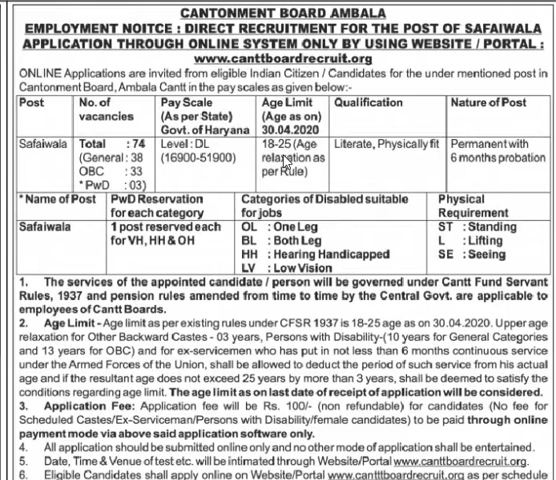 CANTONMENT BOARD AMBALA
EMPLOYMENT NOITCE : DIRECT RECRUITMENT FOR THE POST OF SAFAIWALA
APPLICATION THROUGH ONLINE SYSTEM ONLY BY USING WEBSITE / PORTAL :
www.canttboardrecruit.org
ONLINE Applications are invited from eligible Indian Citizen / Candidates for the under mentioned post in
Cantonment Board, Ambala Cantt in the pay scales as given below:-
Post No. of vacancies Pay Scale (As per State) Govt. of Haryana Age Limit (Age as on) 30.04.2020 Qualification Nature of Post
Safaiwala Total : 74 Level : DL 18-25 (Age Literate, Physically fit Permanent with
(General : 38 (16900-51900) relaxation as 6 months probation
OBC : 33 per Rule)
* PwD : 03)
*Name of Post PwD Reservation for each category Categories of Disabled suitable for jobs Physical Requirement
Safaiwala 1 post reserved each OL : One Leg ST : Standing
for VH, HH & OH BL : Both Leg L : Lifting
HH : Hearing Handicapped SE : Seeing
LV : Low Vision
1. The services of the appointed candidate / person will be governed under Cantt Fund Servant
Rules, 1937 and pension rules amended from time to time by the Central Govt. are applicable to
employees of Cantt Boards.
2. Age Limit - Age limit as per existing rules under CFSR 1937 is 18-25 age as on 30.04.2020. Upper age
relaxation for Other Backward Castes - 03 years, Persons with Disability-(10 years for General Categories
and 13 years for OBC) and for ex-servicemen who has put in not less than 6 months continuous service
under the Armed Forces of the Union, shall be allowed to deduct the period of such service from his actual
age and if the resultant age does not exceed 25 years by more than 3 years, shall be deemed to satisfy the
conditions regarding age limit. The age limit as on last date of receipt of application will be considered.
3. Application Fee: Application fee will be Rs. 100/- (non refundable) for candidates (No fee for
Scheduled Castes/Ex-Serviceman/Persons with Disability/female candidates) to be paid through online
payment mode via above said application software only.
4. All application should be submitted online only and no other mode of application shall be entertained.
5. Date, Time & Venue of test etc. will be intimated through Website/Portal www.canttboardrecruit.org.
6. Eligible Candidates shall apply online on Website/Portal www.cantttboardrecruit.org as per schedule